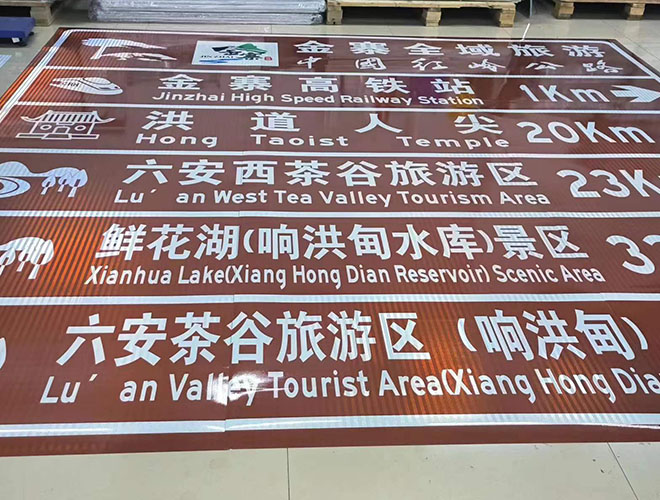 金寨全域旅游
中国红岭公路
金寨高铁站
Jinzhai High Speed Railway Station
1Km
洪道人尖
Hong Taoist Temple
20Km
六安西茶谷旅游区
Lu′an West Tea Valley Tourism Area
23K
鲜花湖(响洪甸水库)景区
Xianhua Lake(Xiang Hong Dian Reservoir) Scenic Area
六安茶谷旅游区(响洪甸)
Lu′an Valley Tourist Area(Xiang Hong Dia